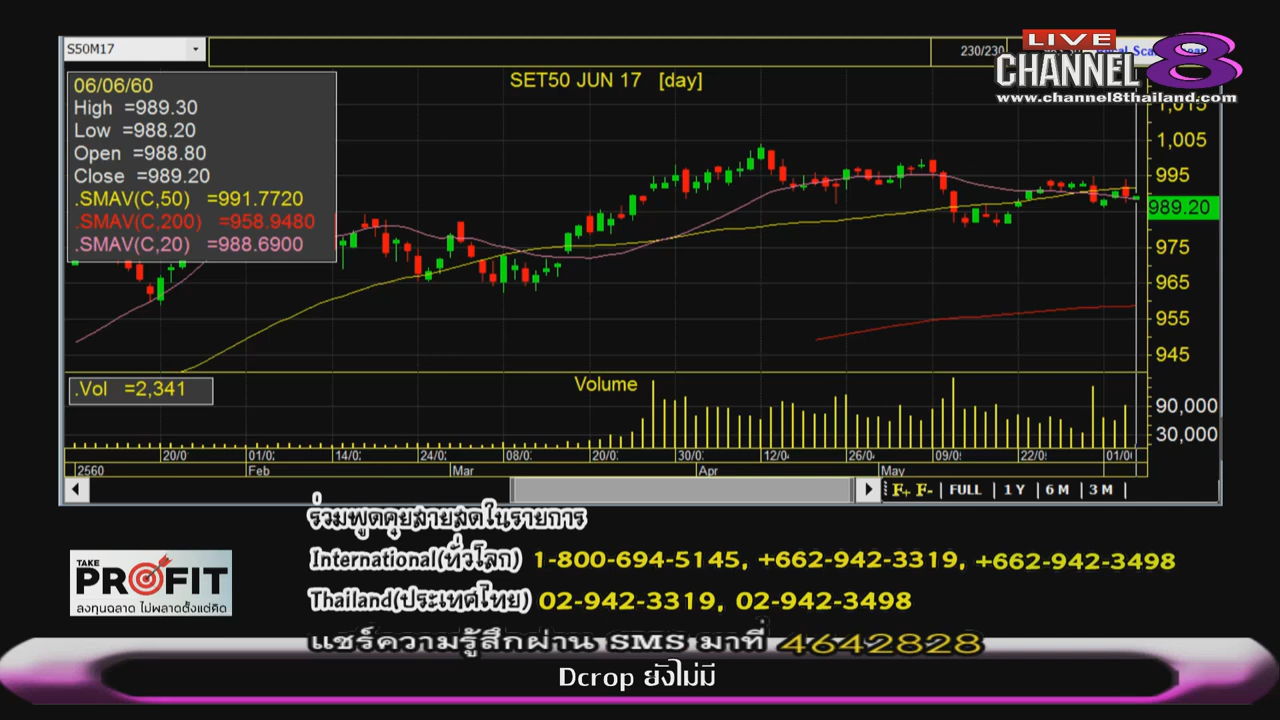 S50M17
230/230
LIVE
CHANNEL 8
www.channel8thailand.com
SET50 JUN 17 [day]
06/06/60
High =989.30
Low =988.20
Open =988.80
Close =989.20
.SMAV(C,50) =991.7720
.SMAV(C,200) =958.9480
.SMAV(C,20) =988.6900
1,015
1,005
995
989.20
975
965
955
945
.Vol =2,341
Volume
90,000
30,000
20/0 01/0 14/0 24/0 08/0 20/0 30/0 12/0 26/0 09/0 22/0 01/0
2560 Feb Mar Apr May
F+ F- FULL 1 Y 6 M 3 M
ร่วมพูดคุยสายสดในรายการ
International(ทั่วโลก) 1-800-694-5145, +662-942-3319, +662-942-3498
TAKE
PROFIT
ลงทุนฉลาด ไม่พลาดตั้งแต่คิด
Thailand(ประเทศไทย) 02-942-3319, 02-942-3498
แชร์ความรู้สึกผ่าน SMS มาที่ 4642828
Dcrop ยังไม่มี